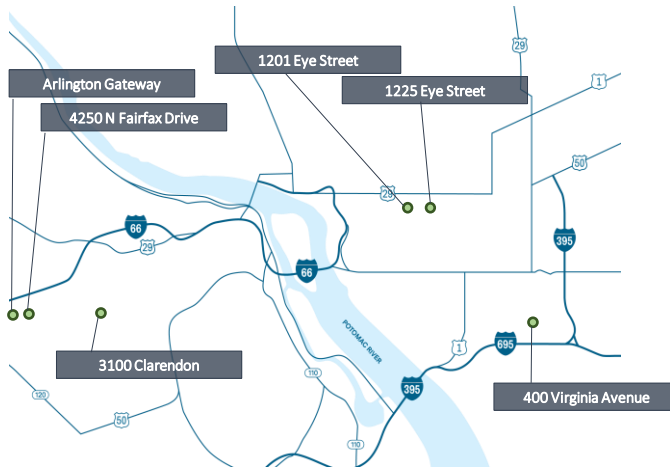 29
1201 Eye Street
Arlington Gateway
1
1225 Eye Street
4250 N Fairfax Drive
50
29
66
29
395
66
POTOMAC RIVER
695
1
3100 Clarendon
110
395
120
50
400 Virginia Avenue
110